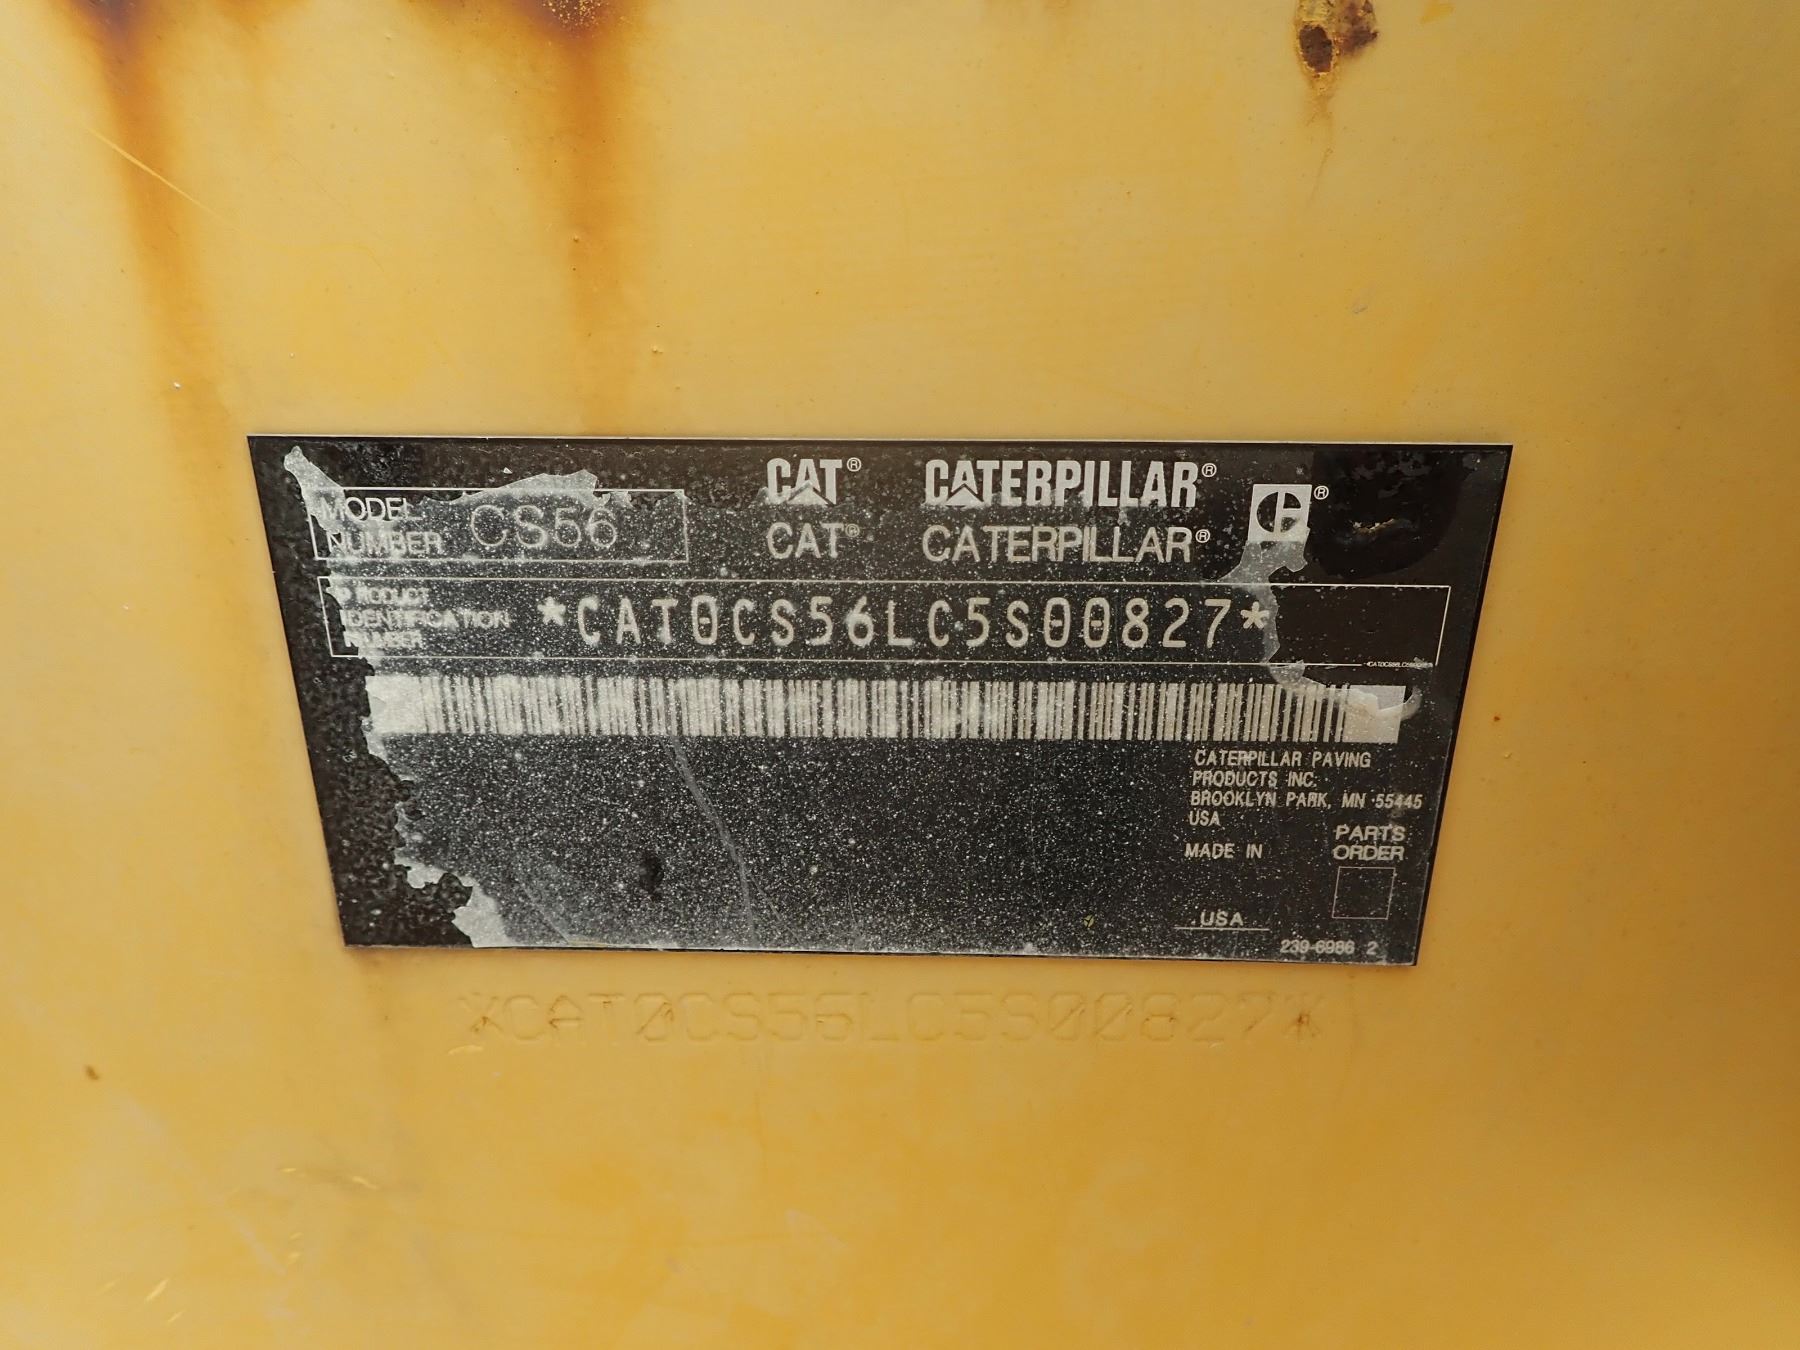 CAT® CATERPILLAR®
MODEL NUMBER CS56 CAT® CATERPILLAR® ®
PRODUCT
IDENTIFICATION
NUMBER
*CAT0CS56LC5S00827*
CATERPILLAR PAVING
PRODUCTS INC.
BROOKLYN PARK, MN 55445
USA
MADE IN
USA
PARTS
ORDER
239-6986 2
*CAT0CS56LC5S00827*